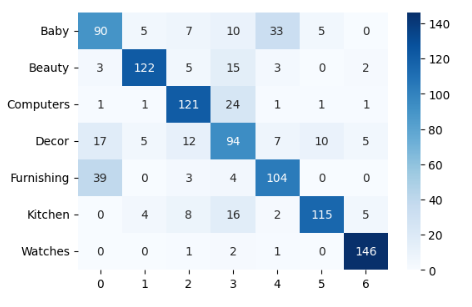 Baby 90 5 7 10 33 5 0
Beauty 3 122 5 15 3 0 2
Computers 1 1 121 24 1 1 1
Decor 17 5 12 94 7 10 5
Furnishing 39 0 3 4 104 0 0
Kitchen 0 4 8 16 2 115 5
Watches 0 0 1 2 1 0 146
0 1 2 3 4 5 6
140
120
100
80
60
40
20
0